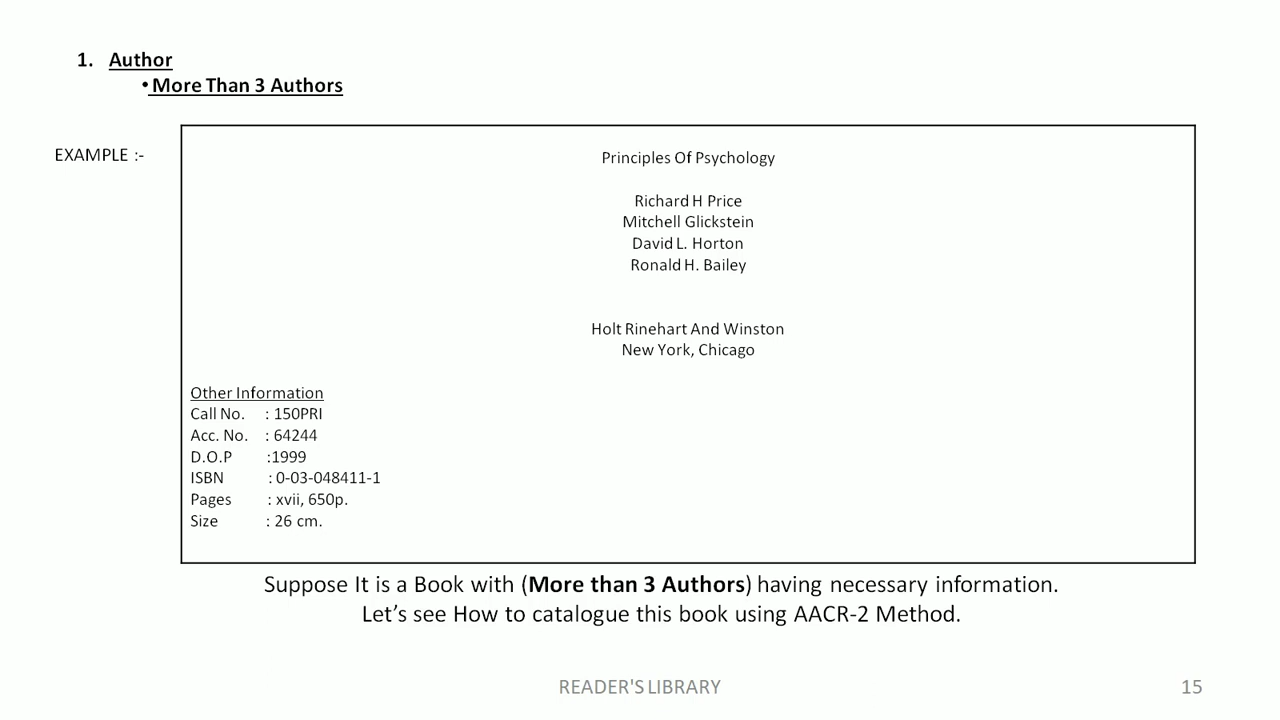 1. Author
• More Than 3 Authors
EXAMPLE :-
Principles Of Psychology
Richard H Price
Mitchell Glickstein
David L. Horton
Ronald H. Bailey
Holt Rinehart And Winston
New York, Chicago
Other Information
Call No. : 150PRI
Acc. No. : 64244
D.O.P :1999
ISBN : 0-03-048411-1
Pages : xvii, 650p.
Size : 26 cm.
Suppose It is a Book with (More than 3 Authors) having necessary information.
Let’s see How to catalogue this book using AACR-2 Method.
READER'S LIBRARY
15